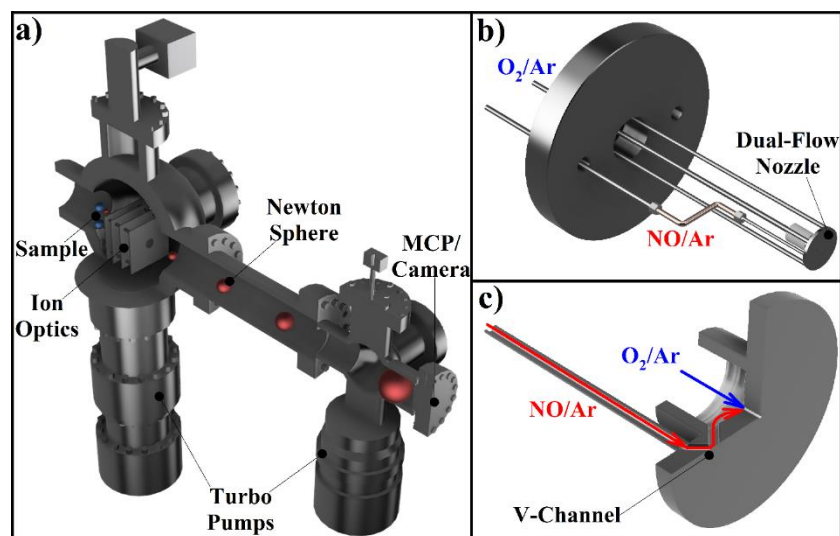 a)
Sample
Ion
Optics
Newton
Sphere
MCP/
Camera
Turbo
Pumps
b)
O₂/Ar
Dual-Flow
Nozzle
NO/Ar
c)
O₂/Ar
NO/Ar
V-Channel